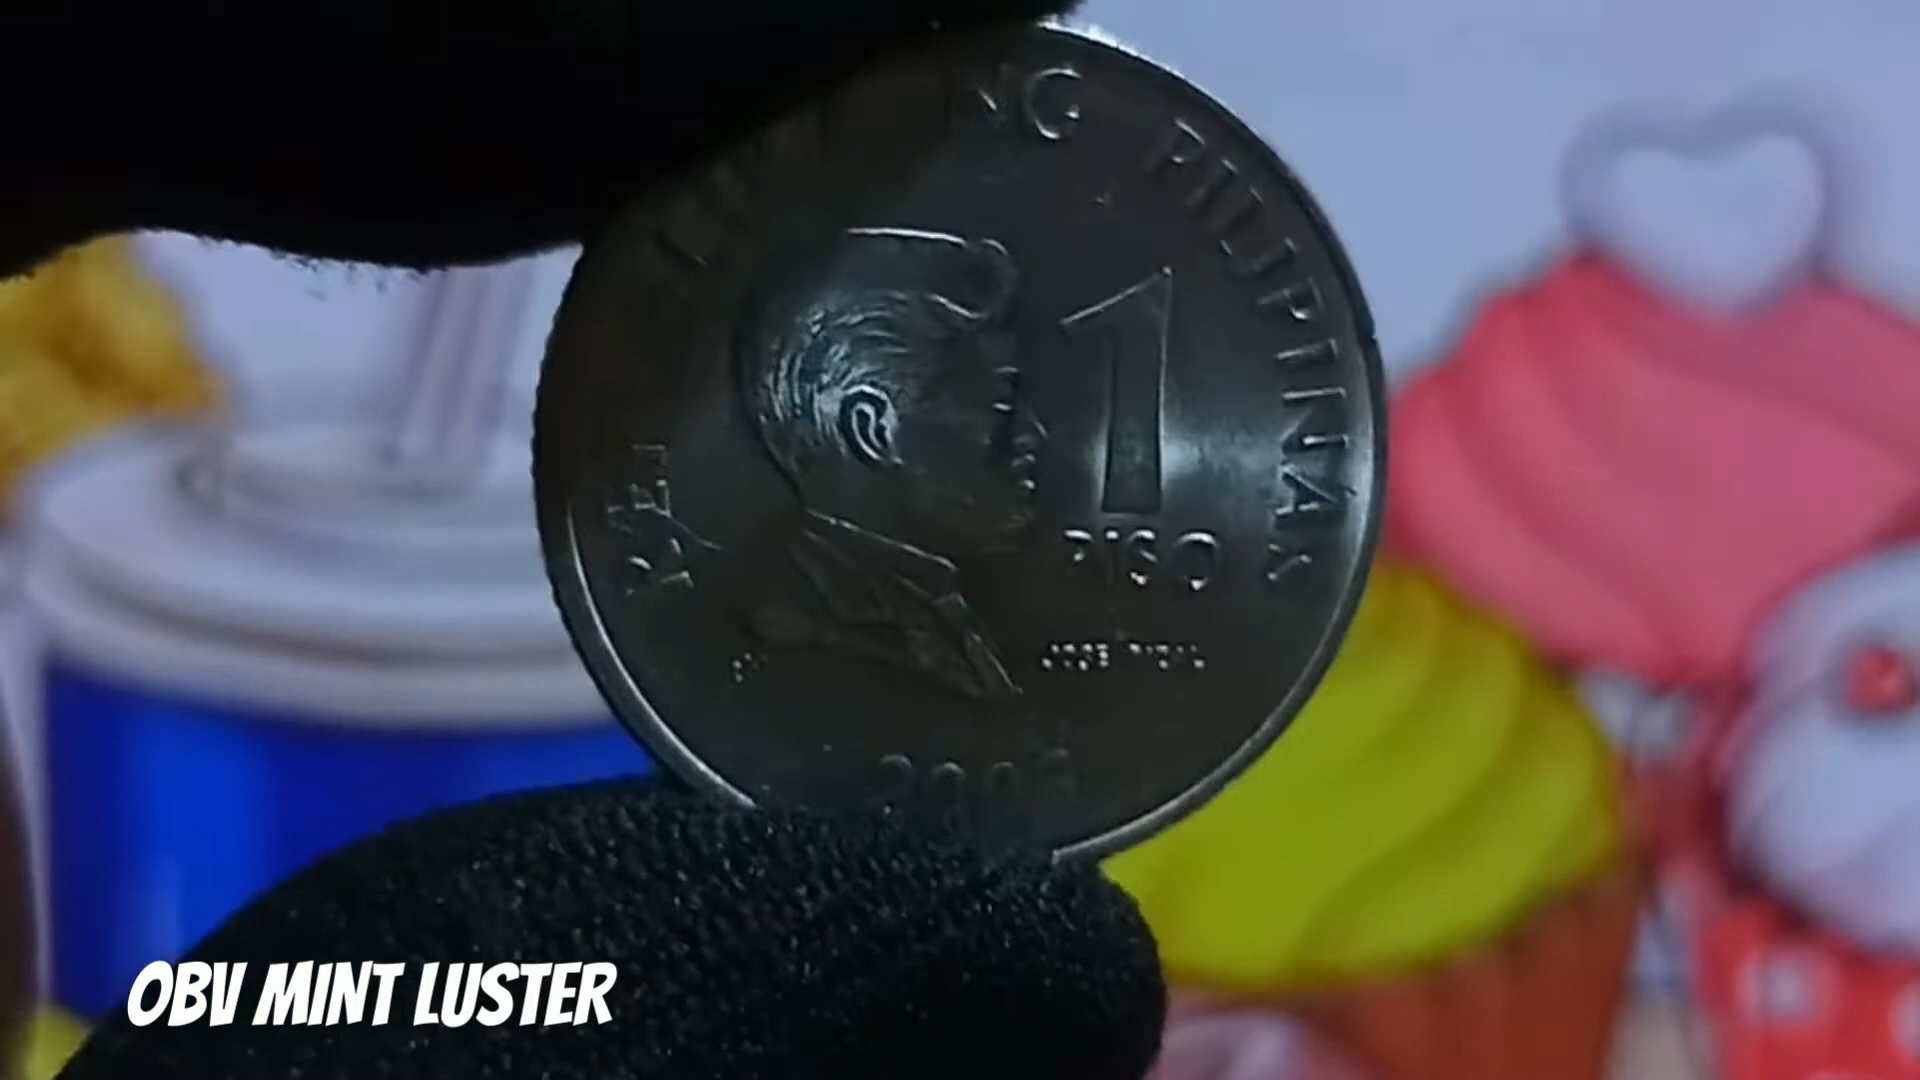 NG PILIPINAS
1
PISO
JOSE RIZAL
OBV MINT LUSTER